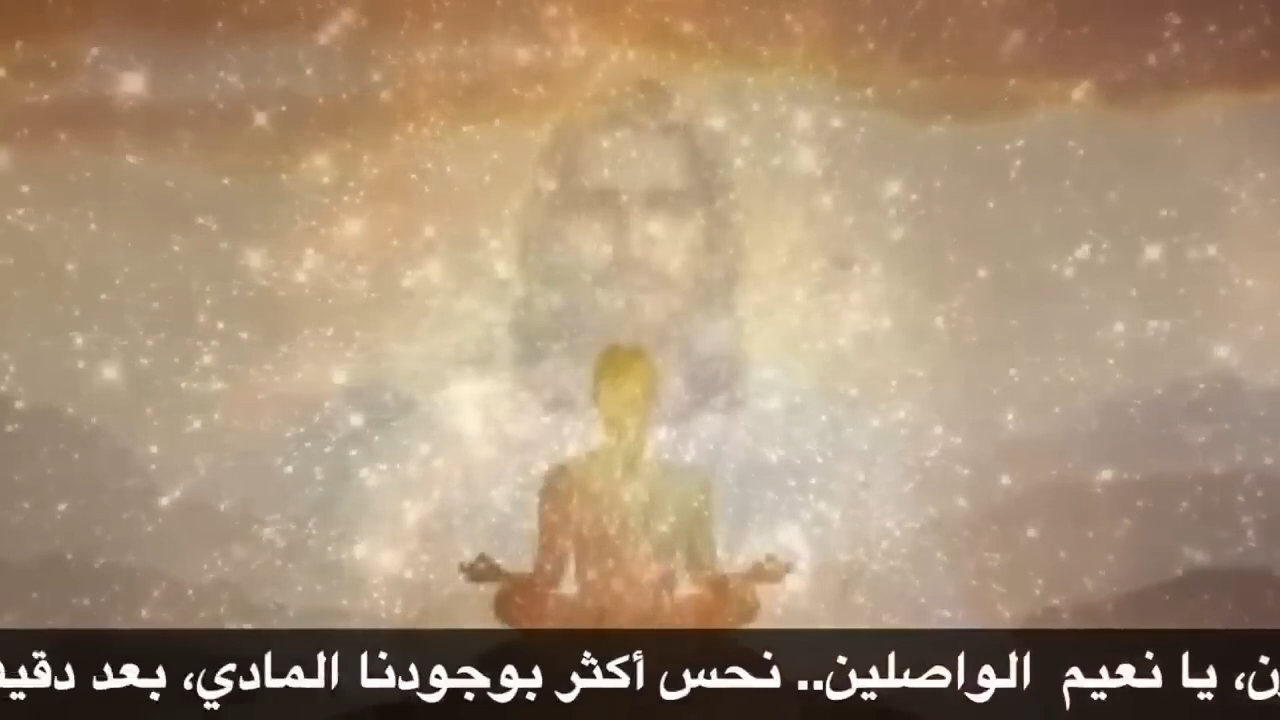 يا نعيم الواصلين.. نحس أكثر بوجودنا المادي، بعد